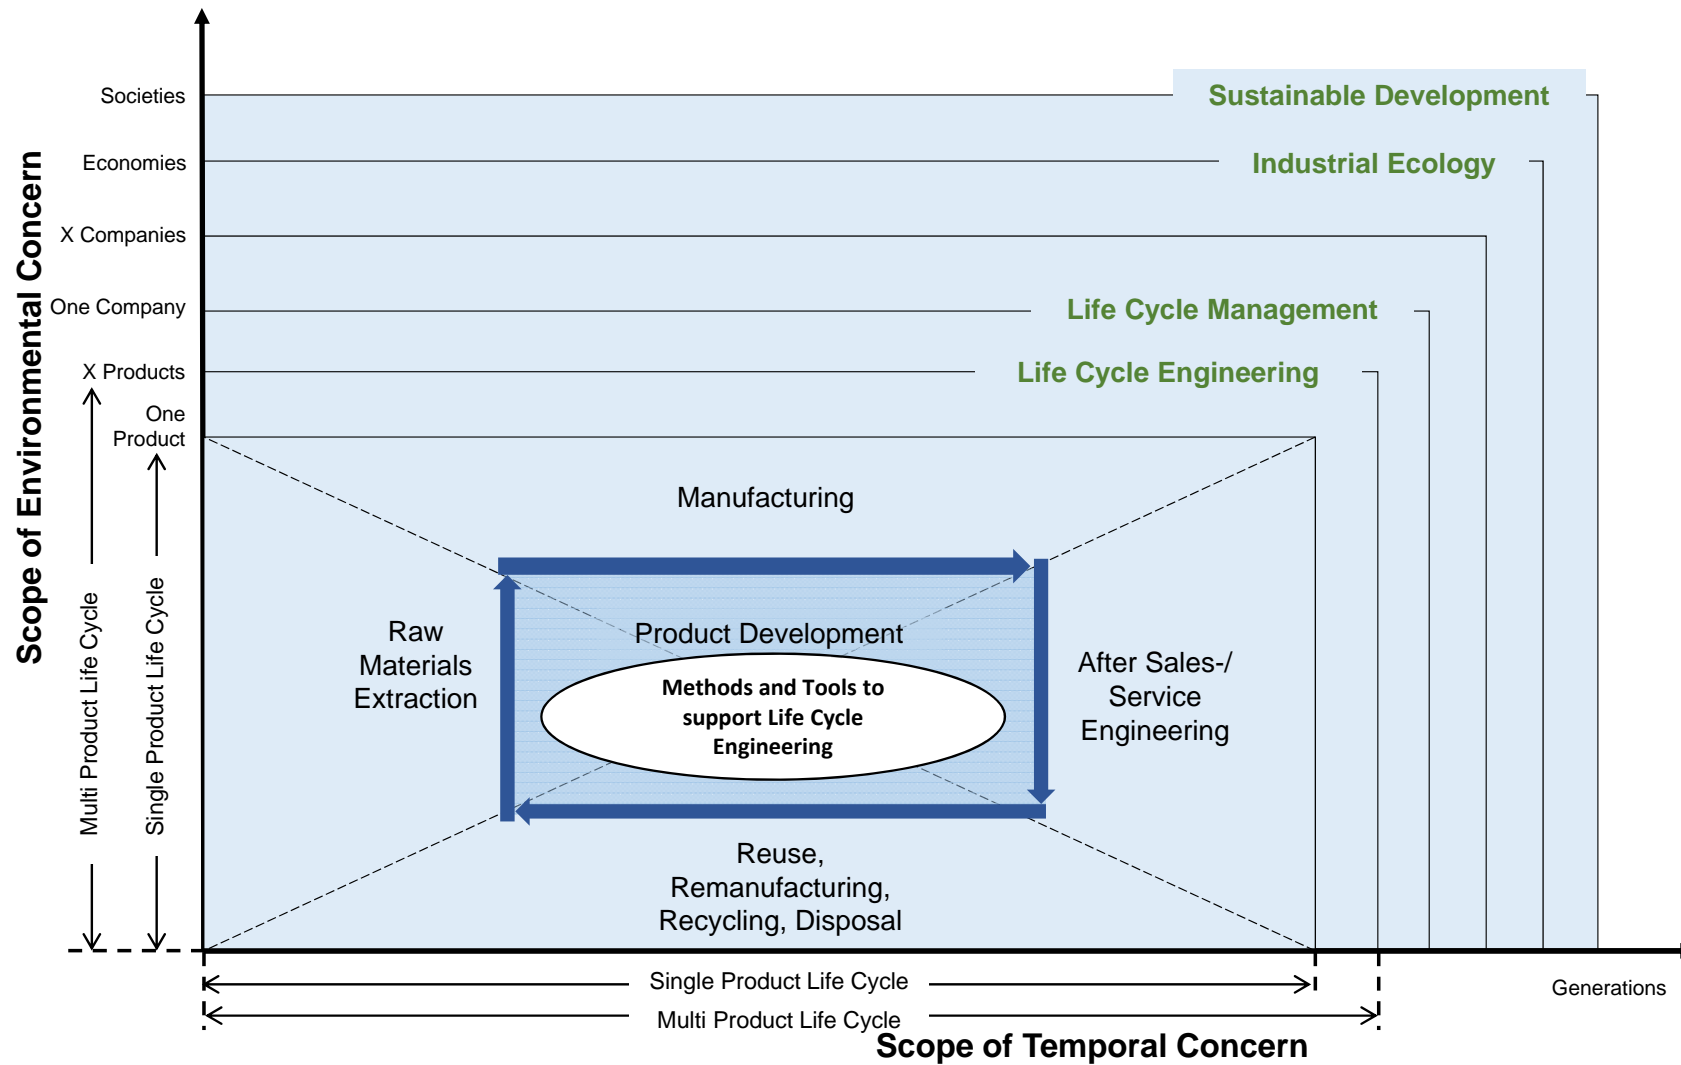 Scope of Environmental Concern
Societies
Economies
X Companies
One Company
X Products
One
Product
Multi Product Life Cycle
Single Product Life Cycle
Sustainable Development
Industrial Ecology
Life Cycle Management
Life Cycle Engineering
Manufacturing
Raw
Materials
Extraction
Product Development
Methods and Tools to
support Life Cycle
Engineering
After Sales-/
Service
Engineering
Reuse,
Remanufacturing,
Recycling, Disposal
Single Product Life Cycle
Multi Product Life Cycle
Generations
Scope of Temporal Concern